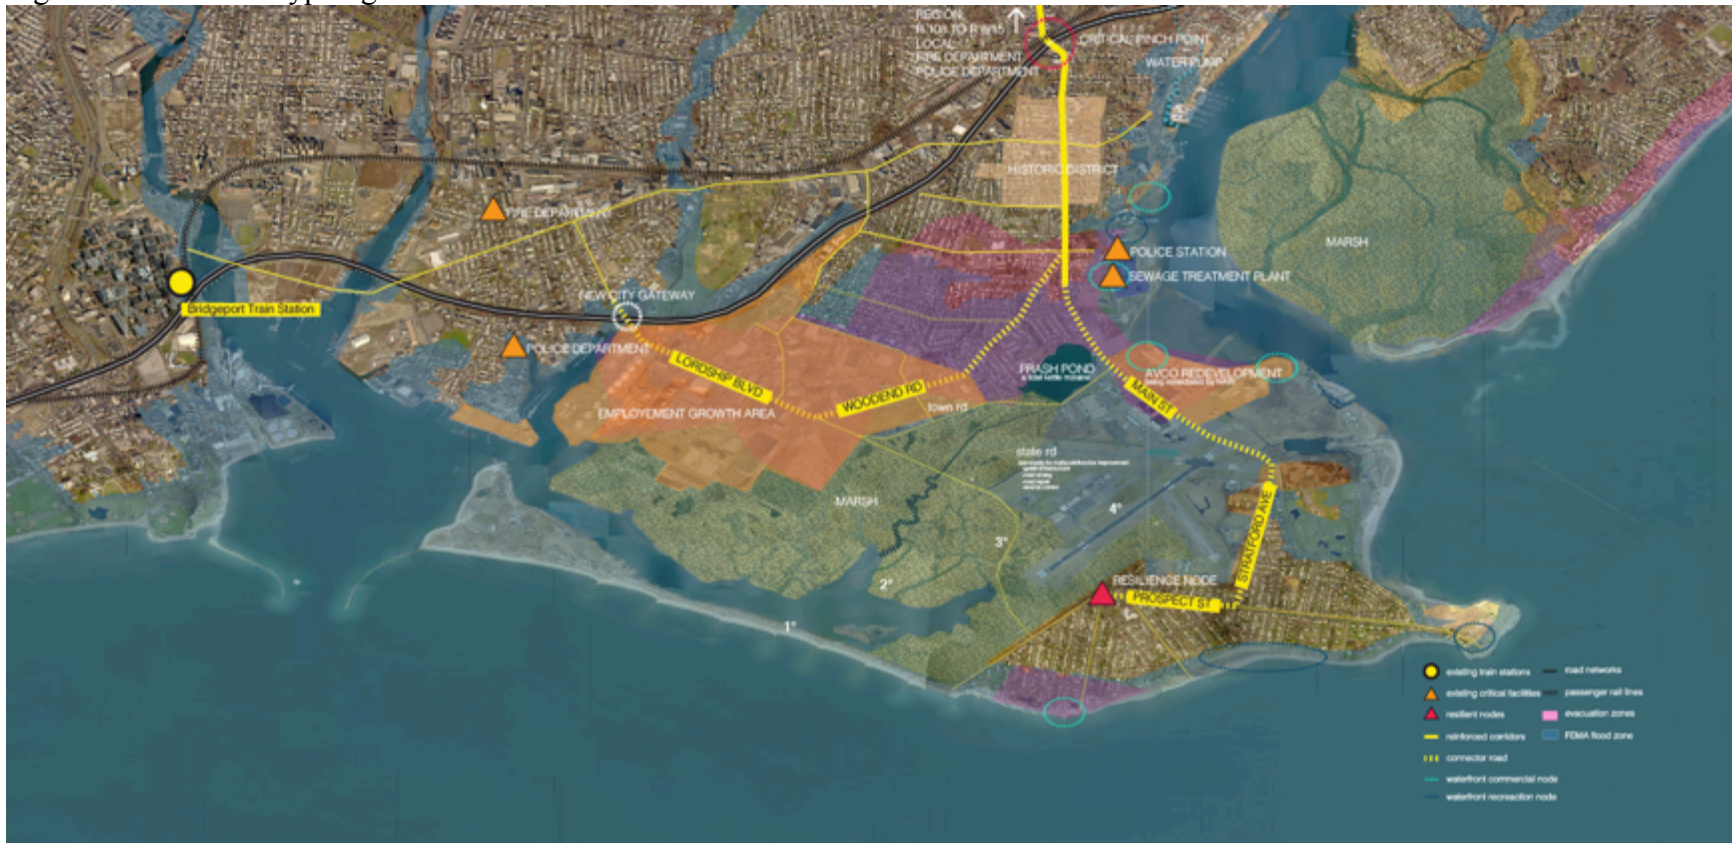 REGION:
LOCAL
FIRE DEPARTMENT
POLICE DEPARTMENT
CRITICAL PINCH POINT
WATER PUMP
HISTORIC DISTRICT
MARSH
FIRE DEPARTMENT
POLICE STATION
SEWAGE TREATMENT PLANT
Bridgeport Train Station
NEW CITY GATEWAY
POLICE DEPARTMENT
LORDSHIP BLVD
WOODEND RD
FRASH POND
AVCO REDEVELOPMENT
MAIN ST
EMPLOYEMENT GROWTH AREA
town rd
state rd
MARSH
4°
3°
2°
1°
STRATFORD AVE
RESILIENCE NODE
PROSPECT ST
existing train stations
road networks
existing critical facilities
passenger rail lines
resilient nodes
evacuation zones
reinforced corridors
FEMA flood zone
connector road
waterfront commercial node
waterfront recreaction node